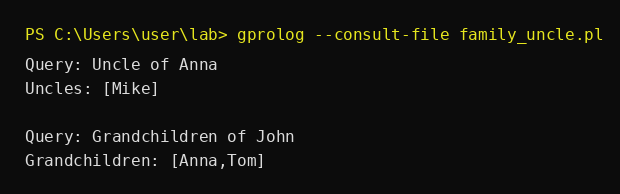 PS C:\Users\user\lab> gprolog --consult-file family_uncle.pl
Query: Uncle of Anna
Uncles: [Mike]
Query: Grandchildren of John
Grandchildren: [Anna,Tom]